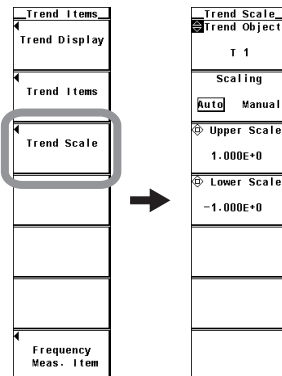 Trend Items
Trend Display
Trend Items
Trend Scale
Frequency
Meas. Item
Trend Scale
Trend Object
T 1
Scaling
Auto Manual
Upper Scale
1.000E+0
Lower Scale
-1.000E+0